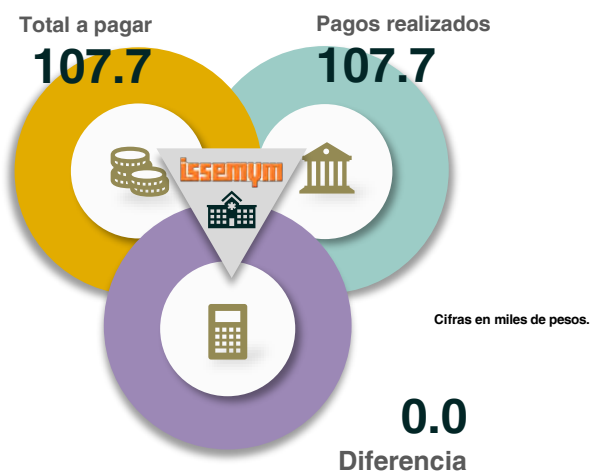 Total a pagar
107.7
Pagos realizados
107.7
issemym
Cifras en miles de pesos.
0.0
Diferencia